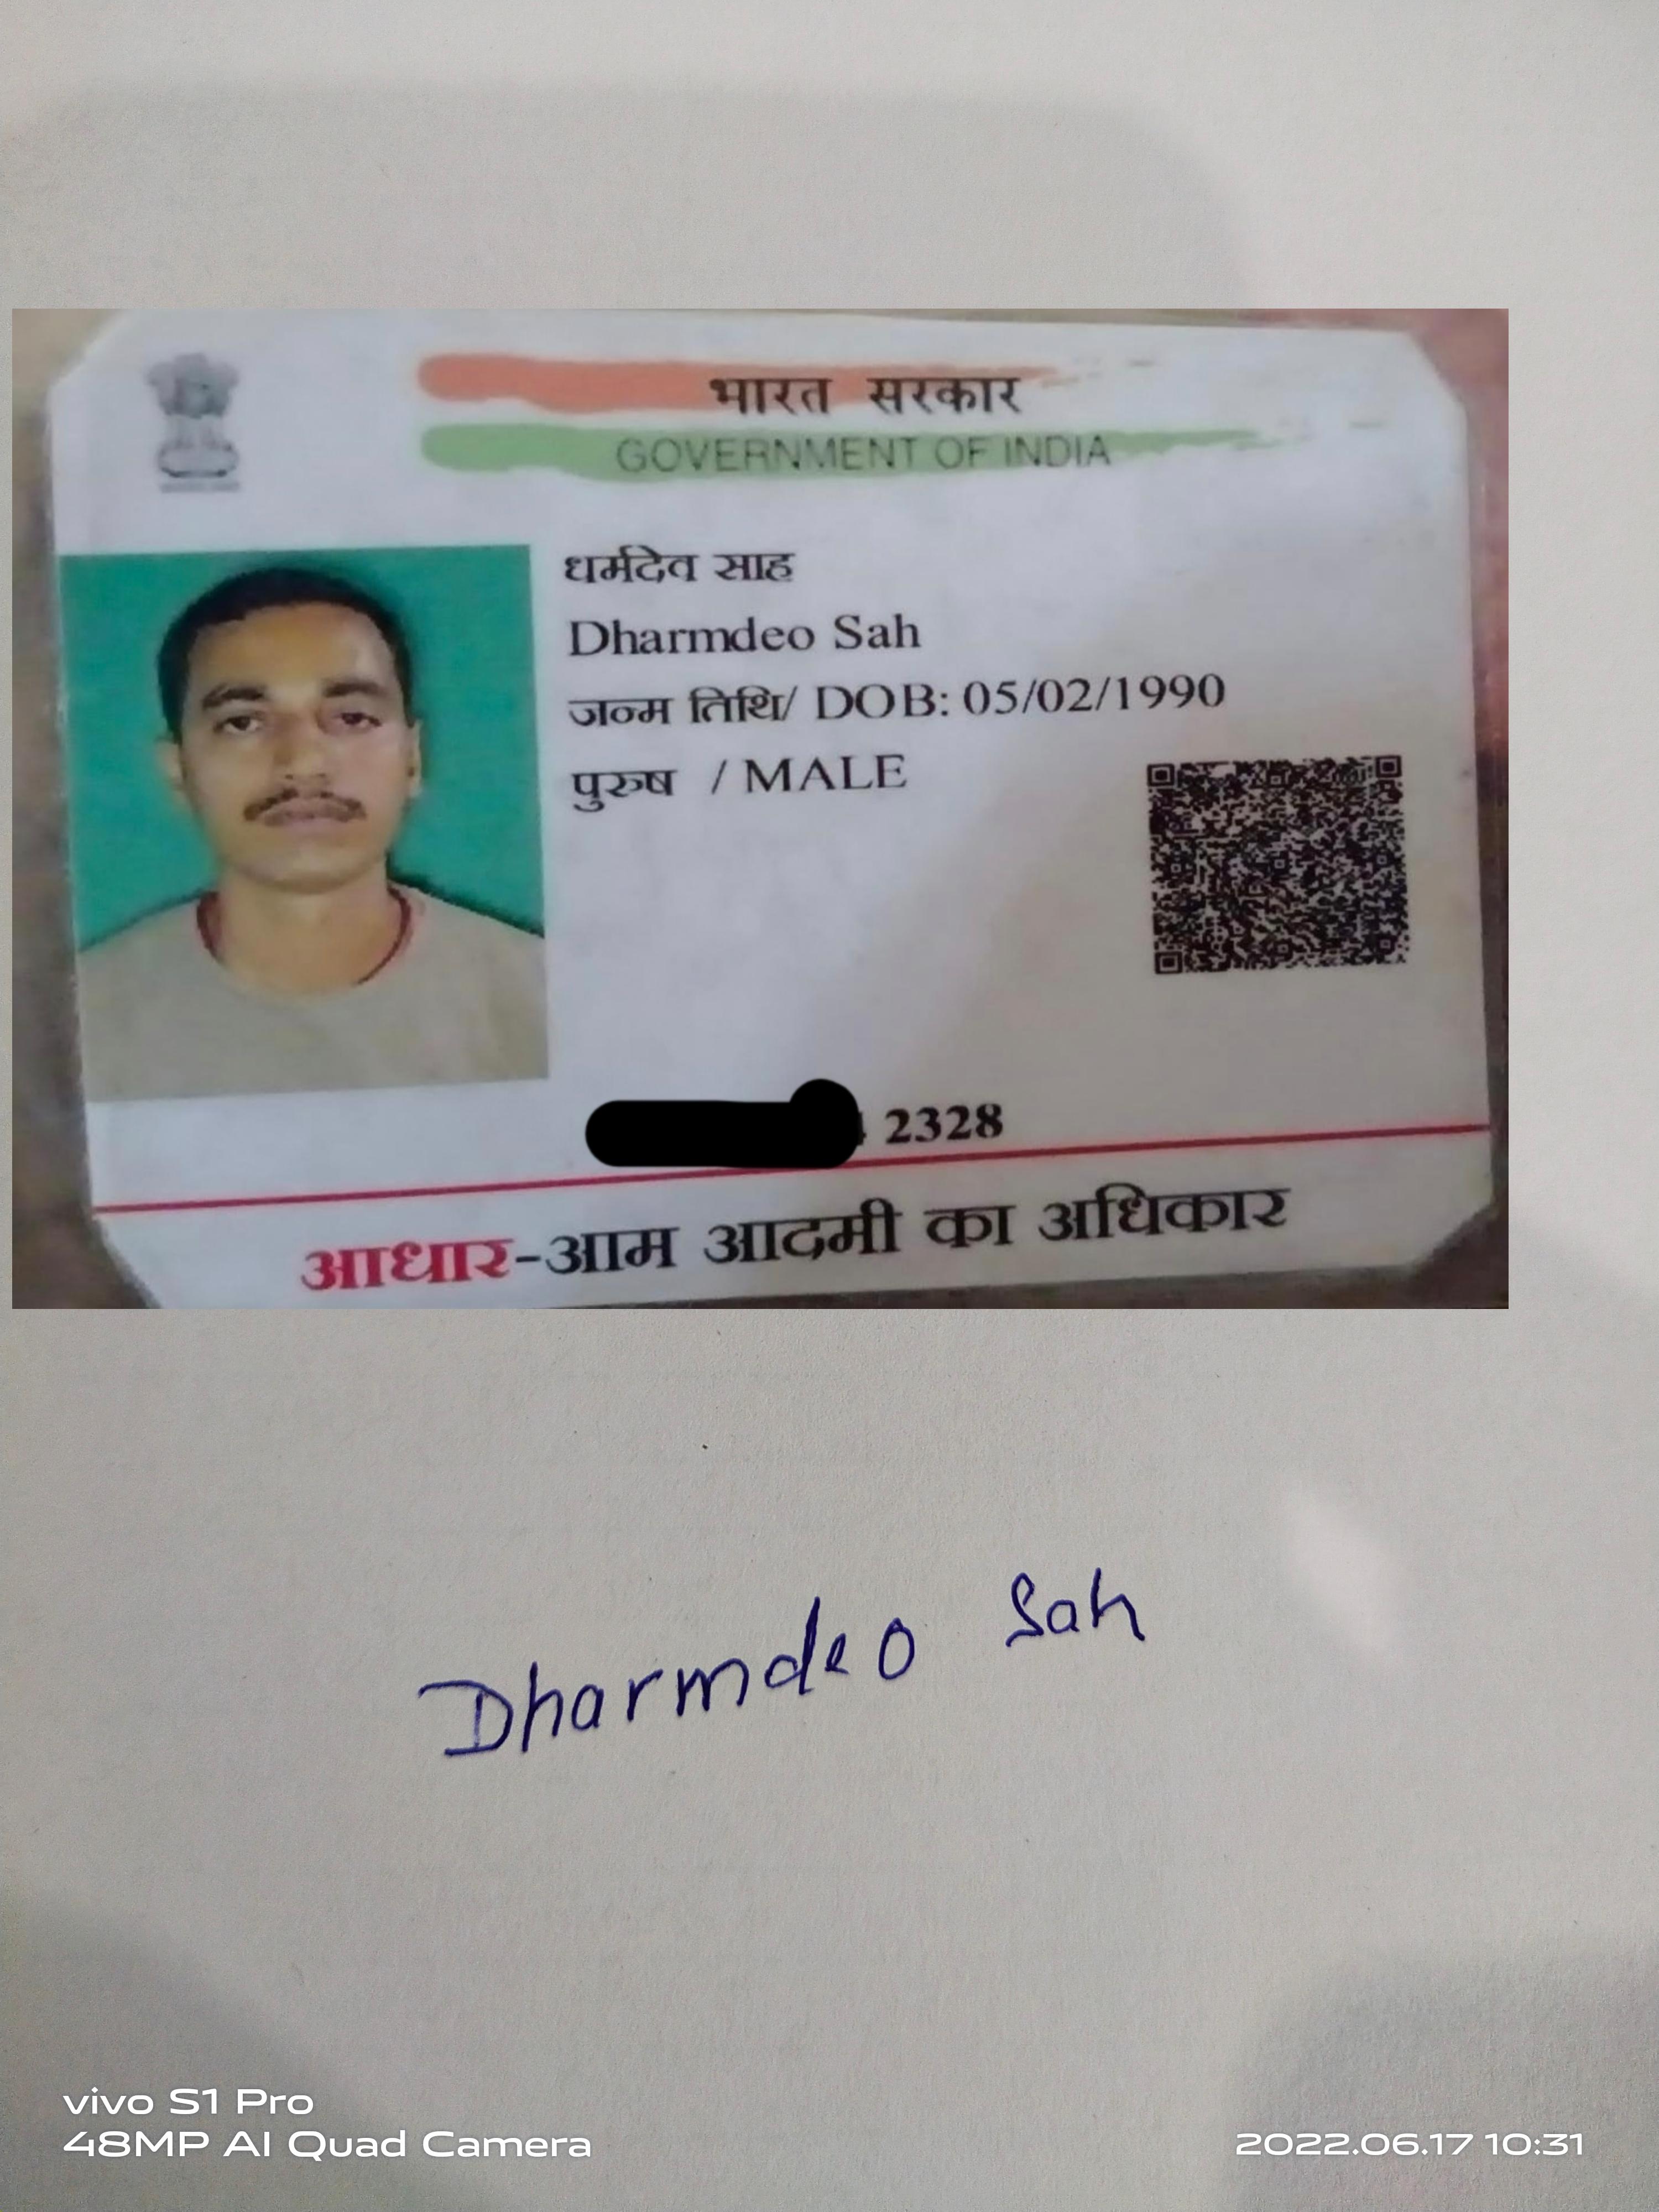 भारत सरकार
GOVERNMENT OF INDIA
धर्मदेव साह
Dharmdeo Sah
जन्म तिथि/ DOB: 05/02/1990
पुरुष / MALE
2328
आधार-आम आदमी का अधिकार
Dharmdeo Sah
vivo S1 Pro
48MP AI Quad Camera
2022.06.17 10:31